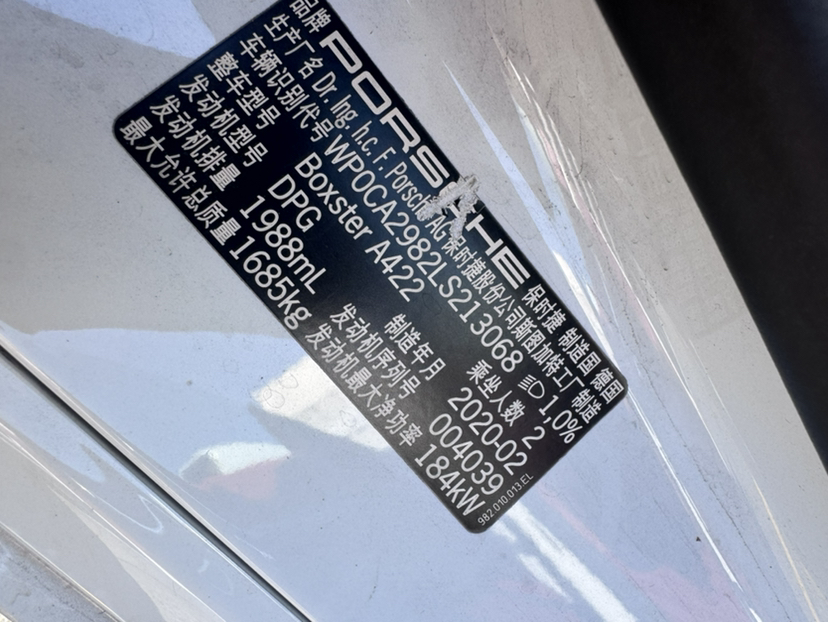 品牌 PORSCHE 保时捷 制造国 德国
生产厂名 Dr. Ing. h.c. F. Porsche AG 保时捷股份公司斯图加特工厂制造
车辆识别代号 WP0CA2982LS213068 1,0%
整车型号 Boxster A422 乘坐人数 2
发动机型号 DPG 制造年月 2020-02
发动机排量 1988mL 发动机序列号 004039
最大允许总质量 1685kg 发动机最大净功率 184kW
982.010.013.EL